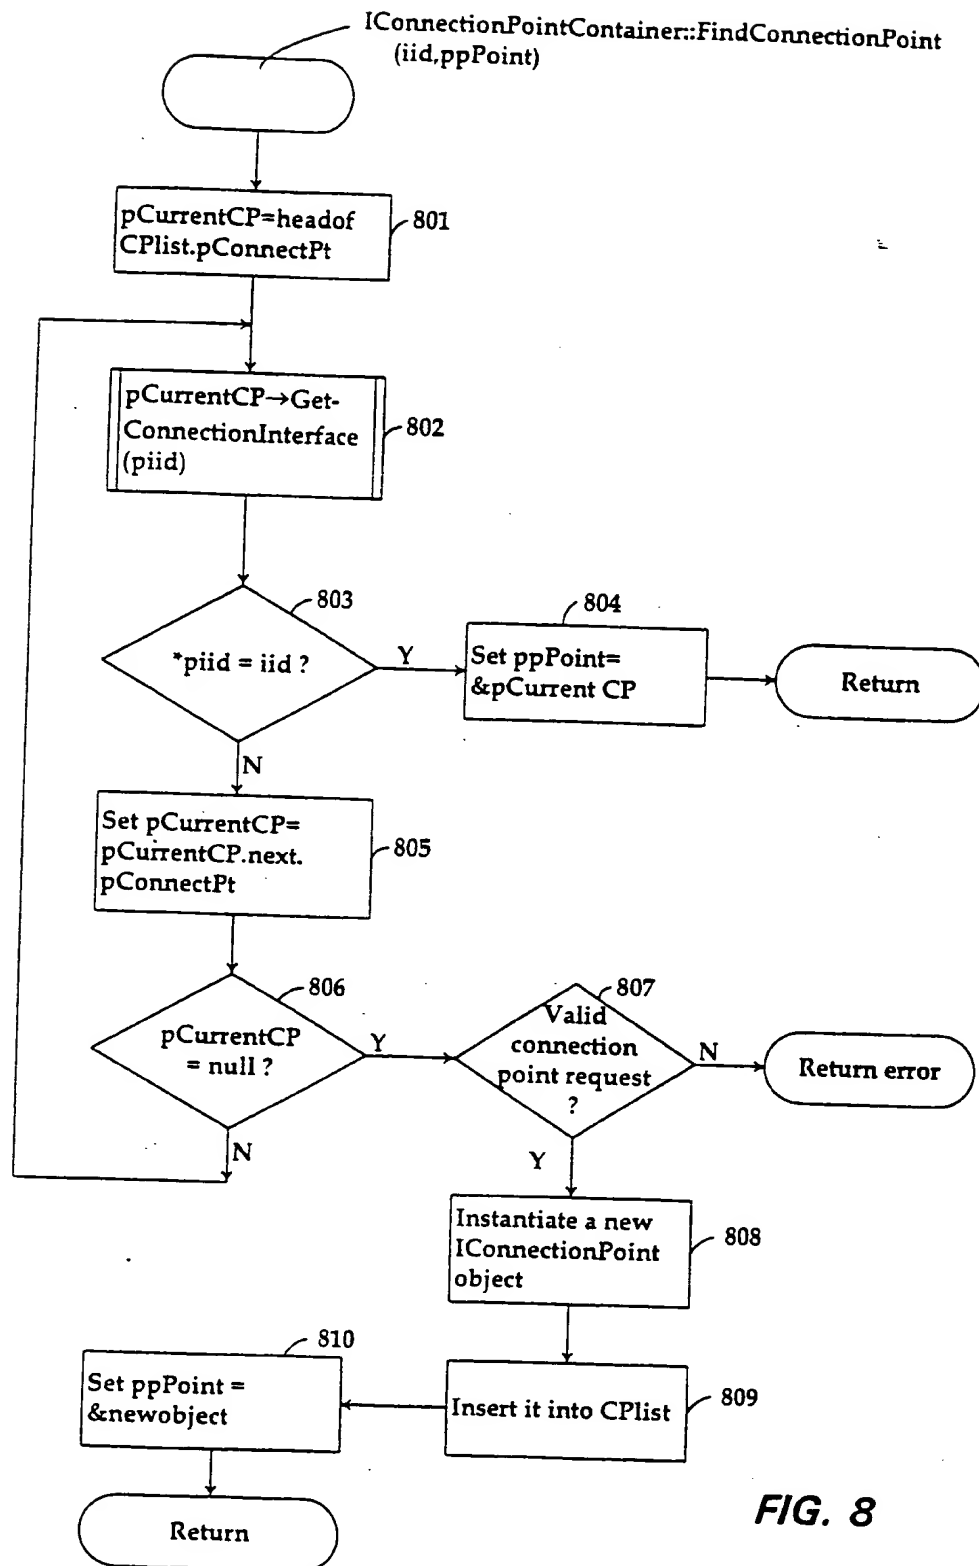 IConnectionPointContainer::FindConnectionPoint
(iid,ppPoint)
pCurrentCP=headof
CPlist.pConnectPt
801
pCurrentCP→Get-
ConnectionInterface
(piid)
802
803
*piid = iid ?
Y
804
Set ppPoint=
&pCurrent CP
Return
N
Set pCurrentCP=
pCurrentCP.next.
pConnectPt
805
806
pCurrentCP
= null ?
Y
807
Valid
connection
point request
?
N
Return error
N
Y
Instantiate a new
IConnectionPoint
object
808
810
Set ppPoint =
&newobject
Insert it into CPlist
809
Return
FIG. 8